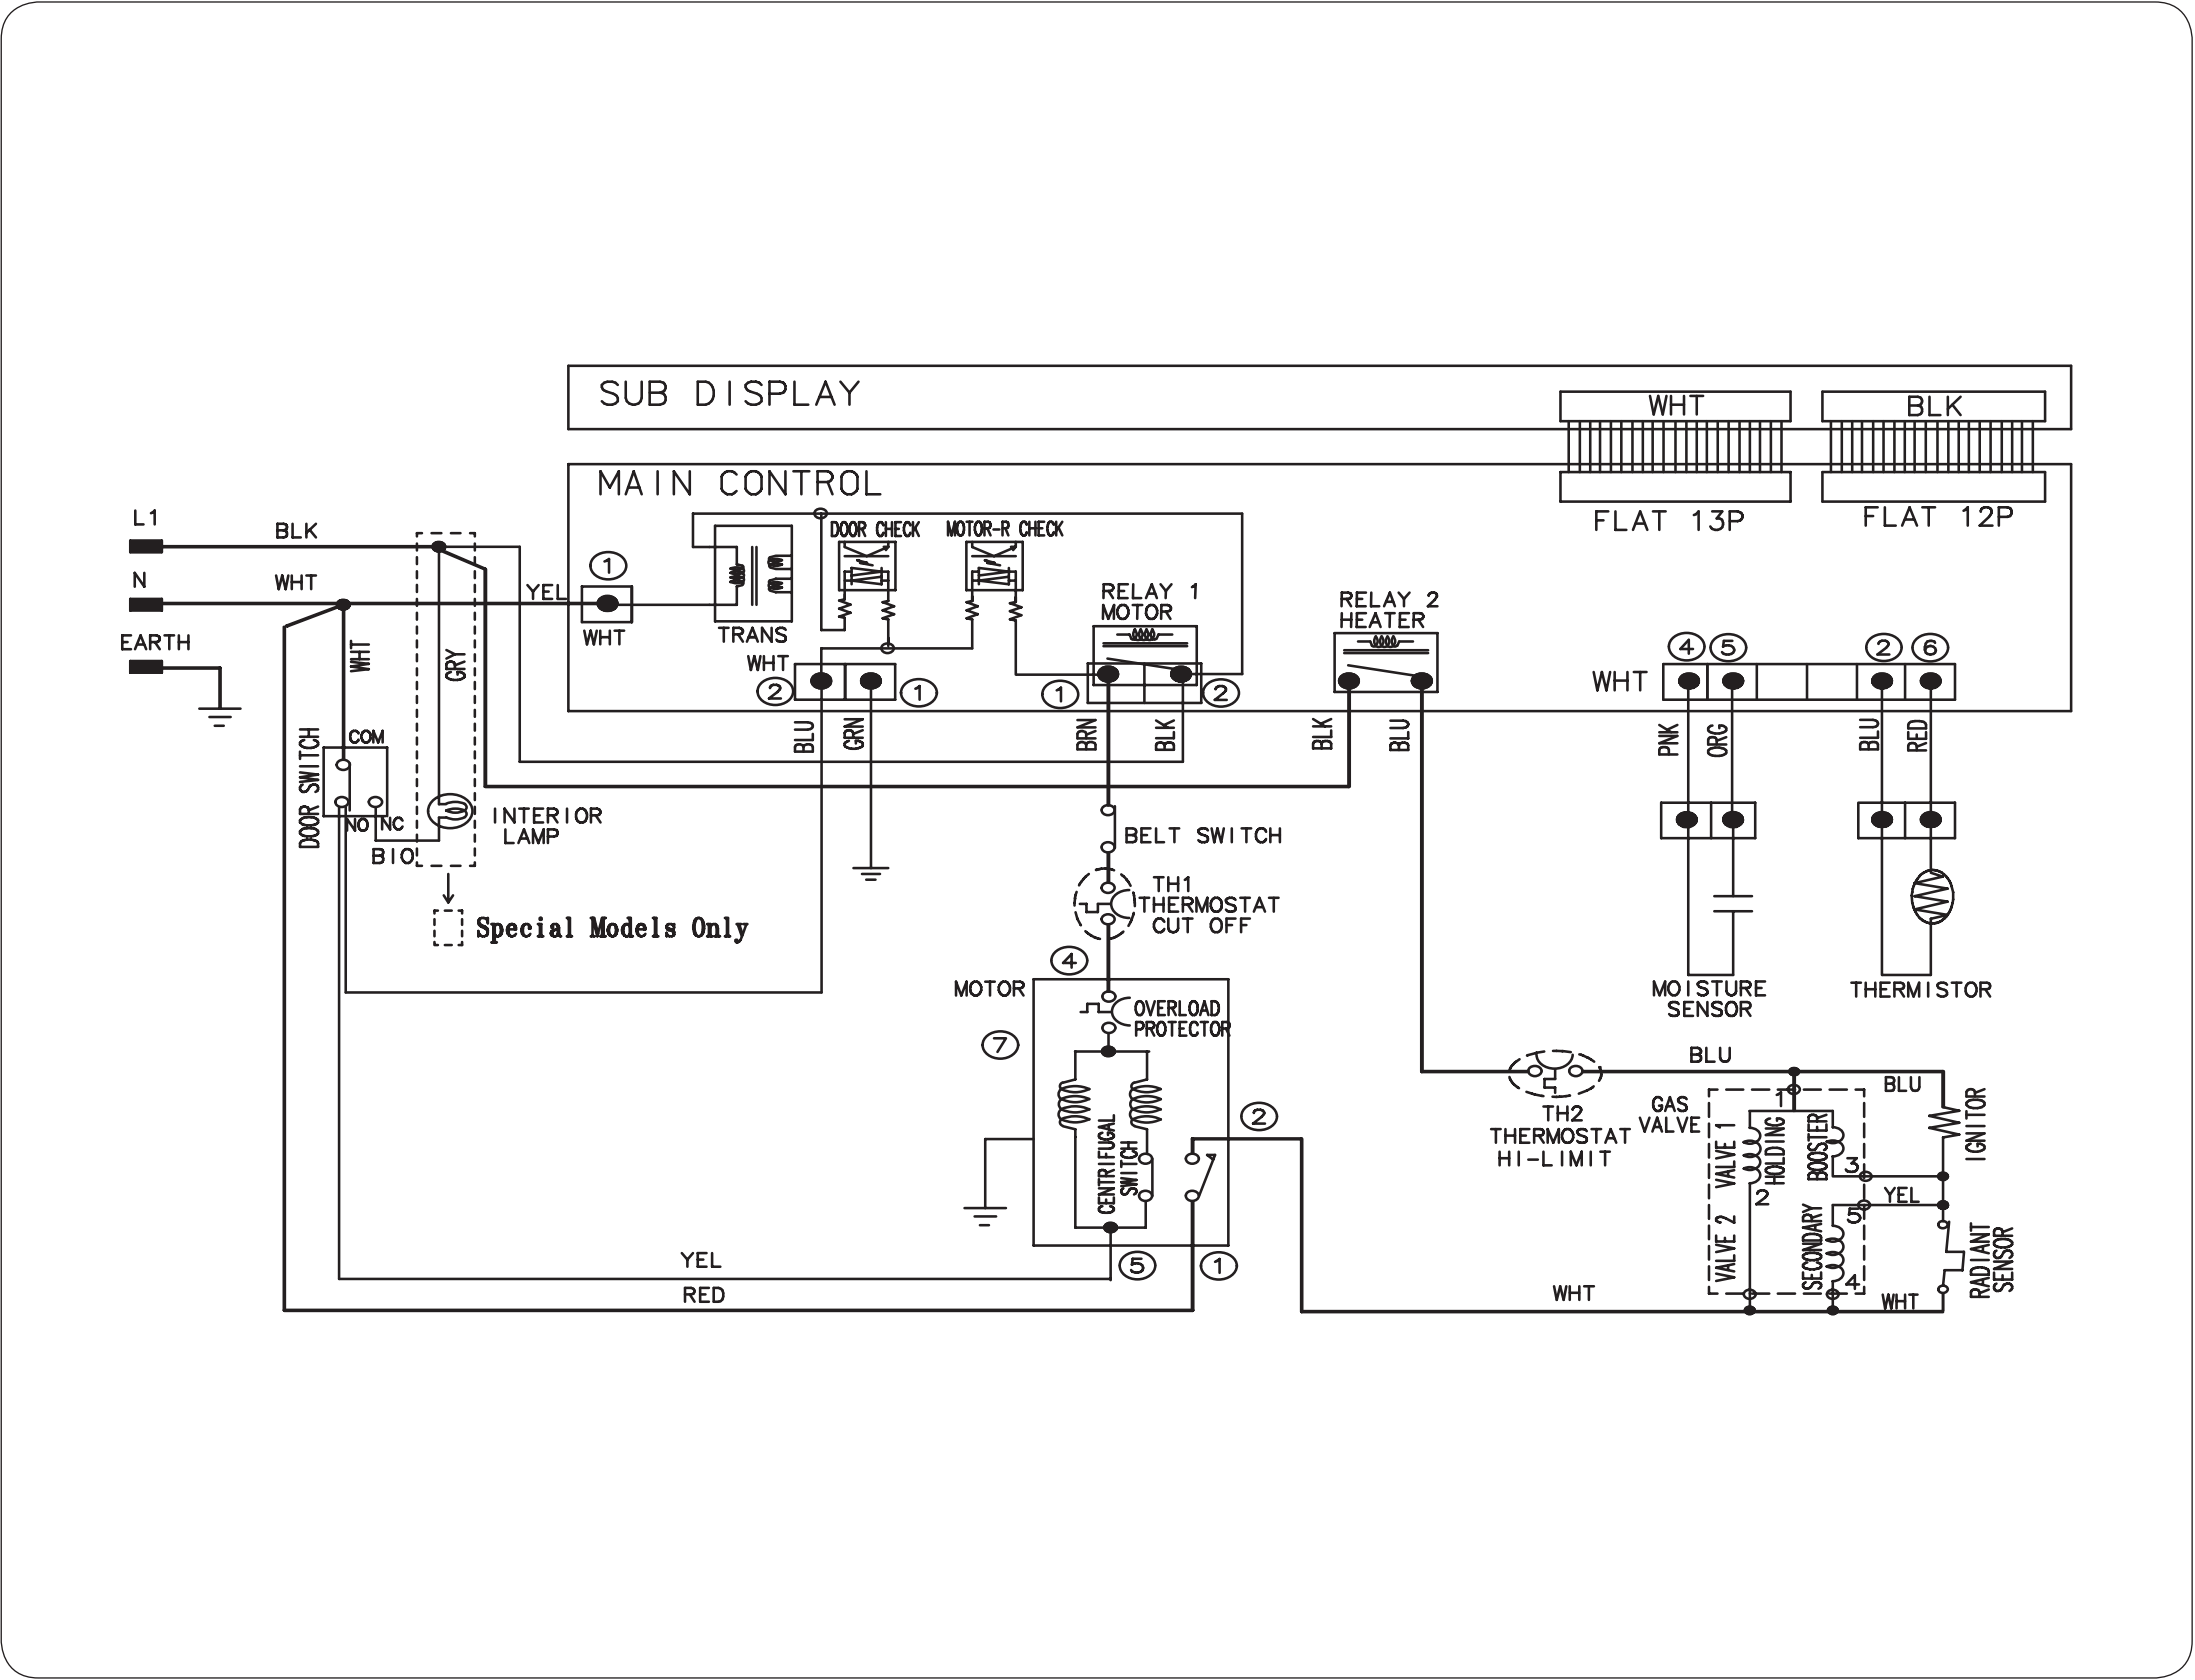 SUB DISPLAY
WHT
BLK
MAIN CONTROL
FLAT 13P
FLAT 12P
L1
BLK
DOOR CHECK
MOTOR-R CHECK
N
WHT
YEL
1
WHT
TRANS
RELAY 1
MOTOR
RELAY 2
HEATER
EARTH
WHT
GRY
WHT
2
1
1
2
WHT
4
5
2
6
BLU
GRN
BRN
BLK
BLK
BLU
PNK
ORG
BLU
RED
DOOR SWITCH
COM
NO
NC
B10
INTERIOR
LAMP
BELT SWITCH
TH1
THERMOSTAT
CUT OFF
Special Models Only
4
MOTOR
OVERLOAD
PROTECTOR
7
MOISTURE
SENSOR
THERMISTOR
BLU
BLU
TH2
THERMOSTAT
HI-LIMIT
GAS
VALVE
1
VALVE 1
HOLDING
BOOSTER
IGNITOR
2
3
YEL
5
VALVE 2
SECONDARY
4
RADIANT
SENSOR
CENTRIFUGAL
SWITCH
2
5
1
YEL
RED
WHT
WHT